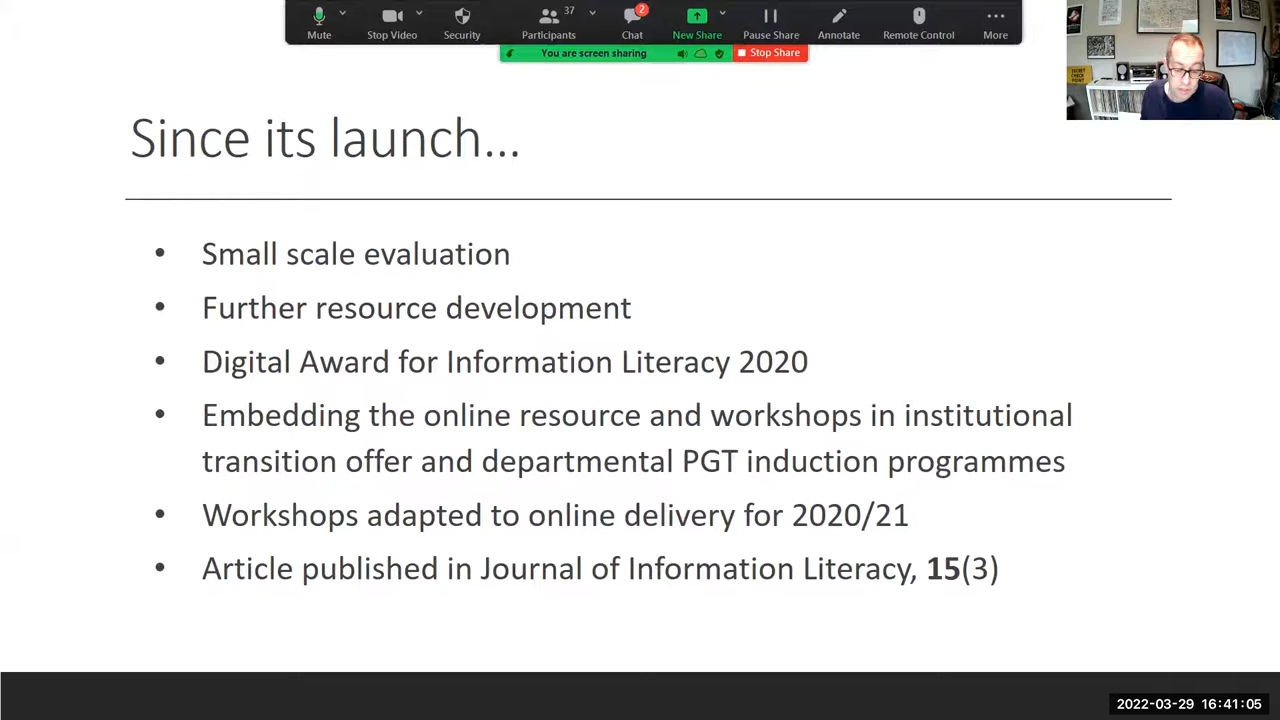 37
2
Mute
Stop Video
Security
Participants
Chat
New Share
Pause Share
Annotate
Remote Control
More
You are screen sharing
Stop Share
SECRET
CHECK
POINT
Since its launch...
• Small scale evaluation
• Further resource development
• Digital Award for Information Literacy 2020
• Embedding the online resource and workshops in institutional
transition offer and departmental PGT induction programmes
• Workshops adapted to online delivery for 2020/21
• Article published in Journal of Information Literacy, 15(3)
2022-03-29 16:41:05